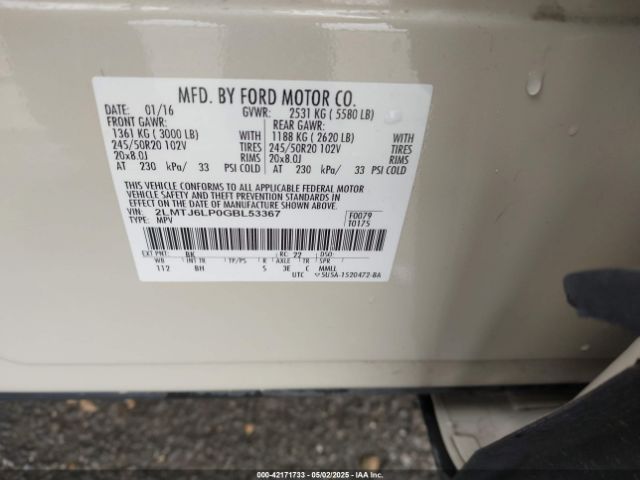 MFD. BY FORD MOTOR CO.
DATE: 01/16 GVWR: 2531 KG ( 5580 LB)
FRONT GAWR: REAR GAWR:
1361 KG ( 3000 LB) WITH 1188 KG ( 2620 LB) WITH
245/50R20 102V TIRES 245/50R20 102V TIRES
20x8.0J RIMS 20x8.0J RIMS
AT 230 kPa/ 33 PSI COLD AT 230 kPa/ 33 PSI COLD
THIS VEHICLE CONFORMS TO ALL APPLICABLE FEDERAL MOTOR
VEHICLE SAFETY AND THEFT PREVENTION STANDARDS IN
EFFECT ON THE DATE OF MANUFACTURE SHOWN ABOVE.
VIN: 2LMTJ6LP0GBL53367 F0079
TYPE: MPV T0175
EXT PNT: BK RC: 22 DSO:
WB INT TR TP/PS R AXLE TR SPR
112 BH S JE C MMLL
UTC 5U5A-1520472-BA
000-42171733 - 05/02/2025 - IAAI.COM